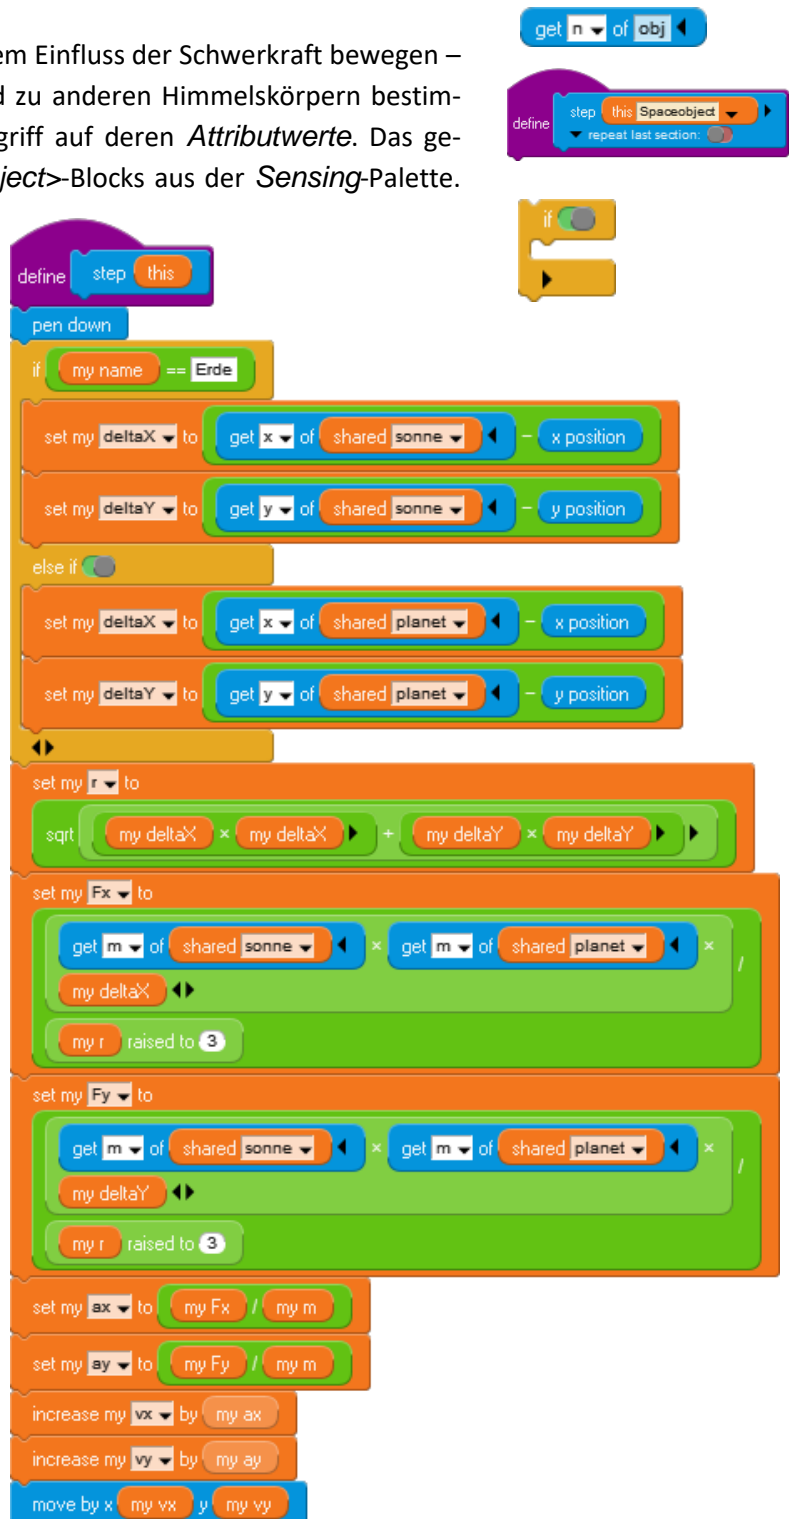 get n of obj
em Einfluss der Schwerkraft bewegen –
d zu anderen Himmelskörpern bestim-
griff auf deren Attributwerte. Das ge-
ject>-Blocks aus der Sensing-Palette.
define step this Spaceobject
repeat last section:
if
define step this
pen down
if my name == Erde
set my deltaX to get x of shared sonne - x position
set my deltaY to get y of shared sonne - y position
else if
set my deltaX to get x of shared planet - x position
set my deltaY to get y of shared planet - y position
set my r to
sqrt my deltaX × my deltaX + my deltaY × my deltaY
set my Fx to
get m of shared sonne × get m of shared planet × /
my deltaX
my r raised to 3
set my Fy to
get m of shared sonne × get m of shared planet × /
my deltaY
my r raised to 3
set my ax to my Fx / my m
set my ay to my Fy / my m
increase my vx by my ax
increase my vy by my ay
move by x my vx y my vy